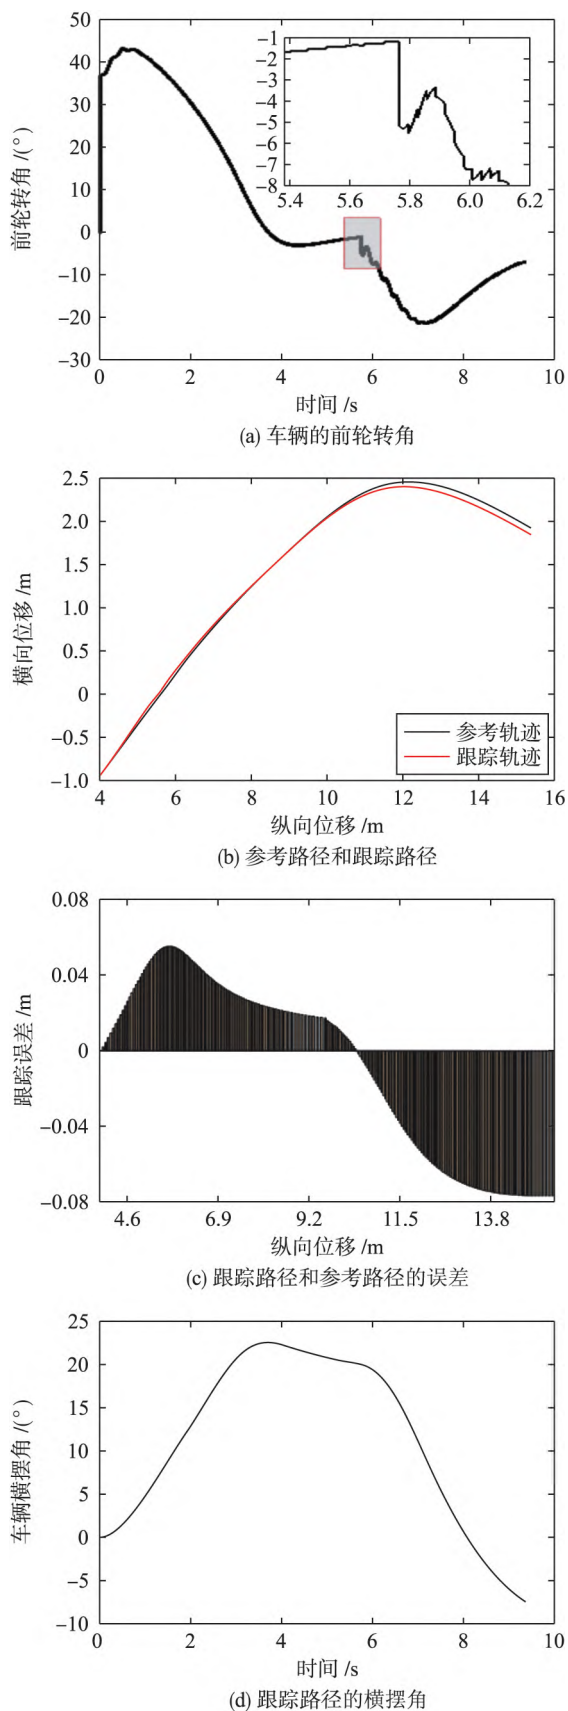 50
40
30
20
10
0
−10
−20
−30
前轮转角 /(°)
−1
−2
−3
−4
−5
−6
−7
−8
5.4 5.6 5.8 6.0 6.2
0 2 4 6 8 10
时间 /s
(a) 车辆的前轮转角
2.5
2.0
1.5
1.0
0.5
0
−0.5
−1.0
横向位移 /m
参考轨迹
跟踪轨迹
4 6 8 10 12 14 16
纵向位移 /m
(b) 参考路径和跟踪路径
0.08
0.04
0
−0.04
−0.08
跟踪误差 /m
4.6 6.9 9.2 11.5 13.8
纵向位移 /m
(c) 跟踪路径和参考路径的误差
25
20
15
10
5
0
−5
−10
车辆横摆角 /(°)
0 2 4 6 8 10
时间 /s
(d) 跟踪路径的横摆角